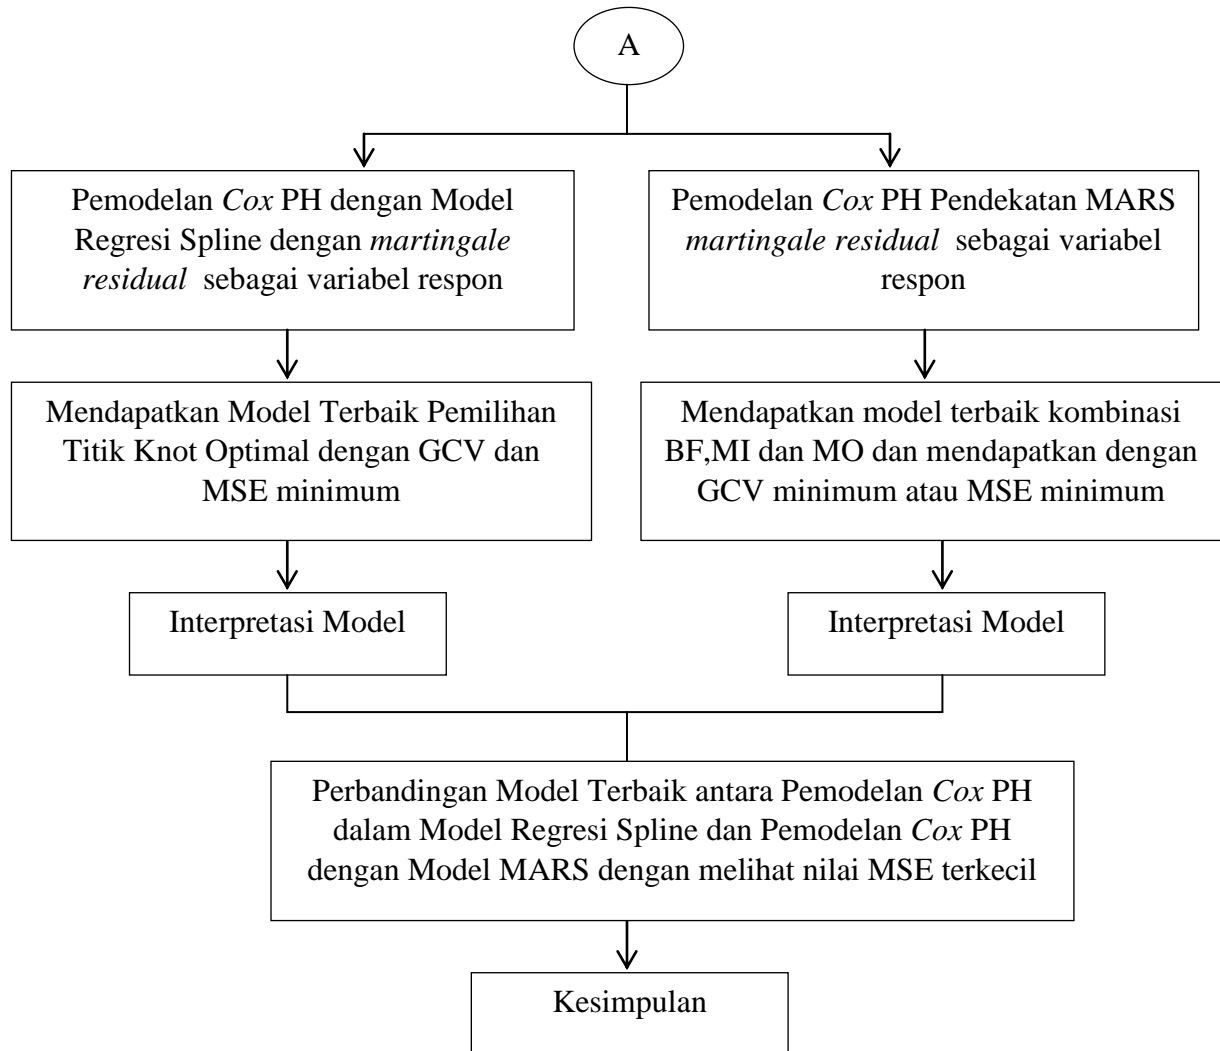 A
Pemodelan Cox PH dengan Model
Regresi Spline dengan martingale
residual sebagai variabel respon
Pemodelan Cox PH Pendekatan MARS
martingale residual sebagai variabel
respon
Mendapatkan Model Terbaik Pemilihan
Titik Knot Optimal dengan GCV dan
MSE minimum
Mendapatkan model terbaik kombinasi
BF,MI dan MO dan mendapatkan dengan
GCV minimum atau MSE minimum
Interpretasi Model
Interpretasi Model
Perbandingan Model Terbaik antara Pemodelan Cox PH
dalam Model Regresi Spline dan Pemodelan Cox PH
dengan Model MARS dengan melihat nilai MSE terkecil
Kesimpulan